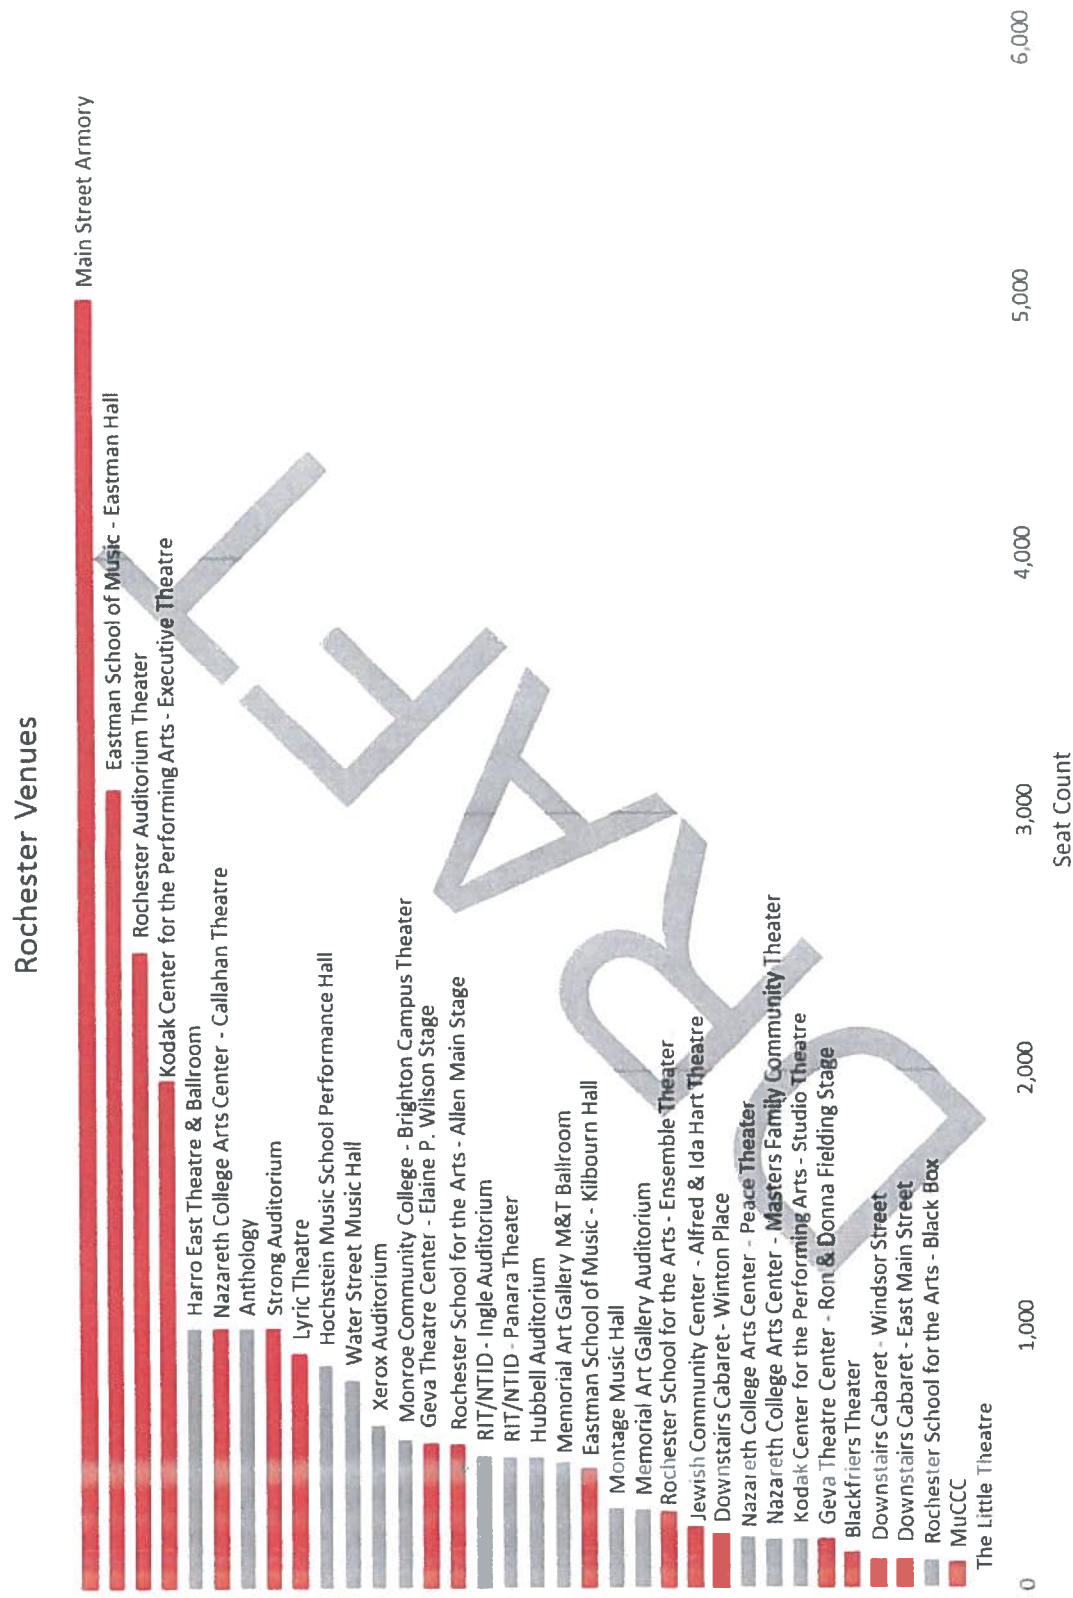 Rochester Venues
Main Street Armory
Eastman School of Music - Eastman Hall
Rochester Auditorium Theater
Kodak Center for the Performing Arts - Executive Theatre
Harro East Theatre & Ballroom
Nazareth College Arts Center - Callahan Theatre
Anthology
Strong Auditorium
Lyric Theatre
Hochstein Music School Performance Hall
Water Street Music Hall
Xerox Auditorium
Monroe Community College - Brighton Campus Theater
Geva Theatre Center - Elaine P. Wilson Stage
Rochester School for the Arts - Allen Main Stage
RIT/NTID - Ingle Auditorium
RIT/NTID - Panara Theater
Hubbell Auditorium
Memorial Art Gallery M&T Ballroom
Eastman School of Music - Kilbourn Hall
Montage Music Hall
Memorial Art Gallery Auditorium
Rochester School for the Arts - Ensemble Theater
Jewish Community Center - Alfred & Ida Hart Theatre
Downstairs Cabaret - Winton Place
Nazareth College Arts Center - Peace Theater
Nazareth College Arts Center - Masters Family Community Theater
Kodak Center for the Performing Arts - Studio Theatre
Geva Theatre Center - Ron & Donna Fielding Stage
Blackfriers Theater
Downstairs Cabaret - Windsor Street
Downstairs Cabaret - East Main Street
Rochester School for the Arts - Black Box
MuCCC
The Little Theatre
0 1,000 2,000 3,000 4,000 5,000 6,000
Seat Count
DRAFT